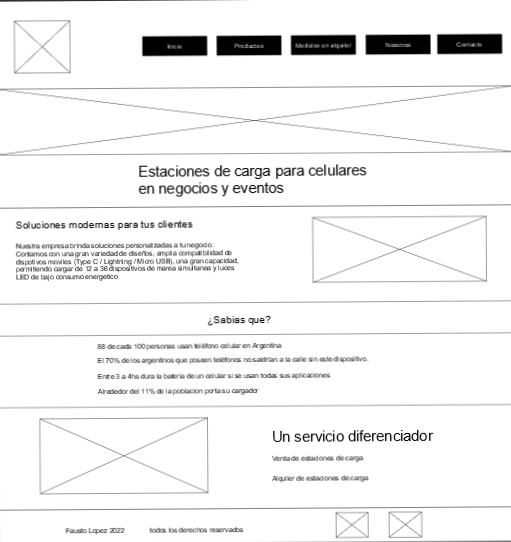 Inicio
Productos
Modelos en alquiler
Nosotros
Contacto
Estaciones de carga para celulares
en negocios y eventos
Soluciones modernas para tus clientes
Nuestra empresa brinda soluciones personalizadas a tu negocio.
Contamos con una gran variedad de diseños, amplia compatibilidad de
dispotivos moviles (Type C / Lightning / Micro USB), una gran capacidad,
permitiendo cargar de 12 a 36 dispositivos de marea simultanea y luces
LED de bajo consumo energetico
¿Sabias que?
88 de cada 100 personas usan teléfono celular en Argentina
El 70% de los argentinos que poseen teléfonos no saldrían a la calle sin este dispositivo.
Entre 3 a 4hs dura la batería de un celular si se usan todas sus aplicaciones
Alrededor del 11% de la poblacion porta su cargador
Un servicio diferenciador
Venta de estaciones de carga
Alquiler de estaciones de carga
Fausto Lopez 2022
todos los derechos reservados